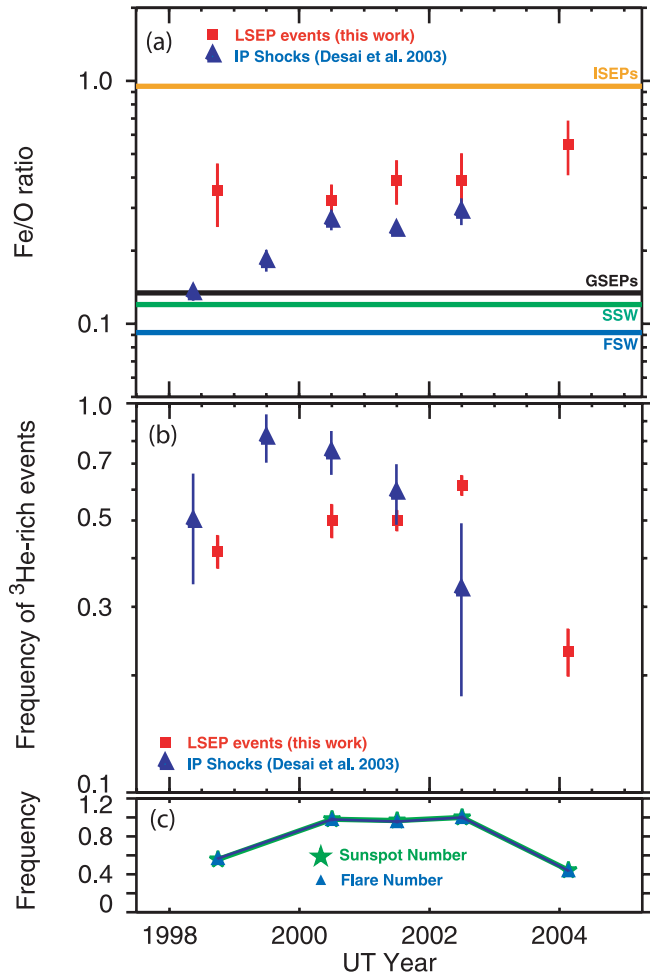 (a)
LSEP events (this work)
IP Shocks (Desai et al. 2003)
ISEPs
1.0
Fe/O ratio
GSEPs
SSW
0.1
FSW
1.0
(b)
0.7
0.5
0.3
Frequency of ³He-rich events
LSEP events (this work)
IP Shocks (Desai et al. 2003)
0.1
1.2
(c)
0.8
Sunspot Number
0.4
Flare Number
0
Frequency
1998 2000 2002 2004
UT Year